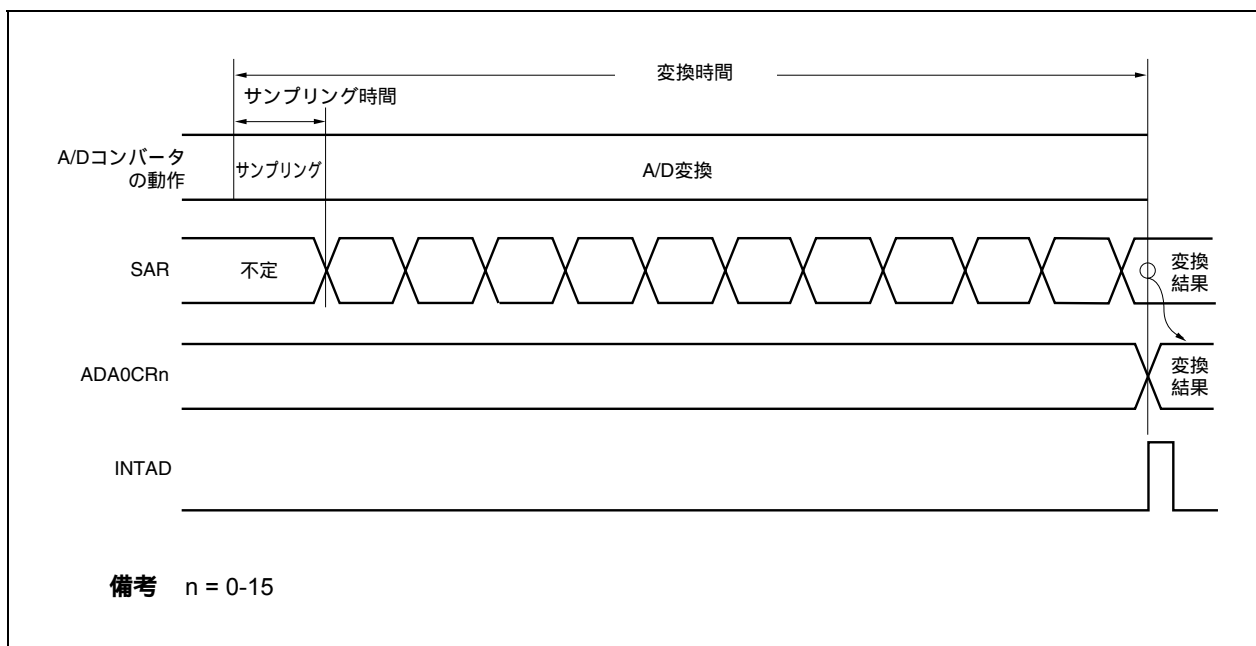 変換時間
サンプリング時間
A/Dコンバータ
の動作
サンプリング
A/D変換
SAR
不定
変換
結果
ADA0CRn
変換
結果
INTAD
備考 n = 0-15